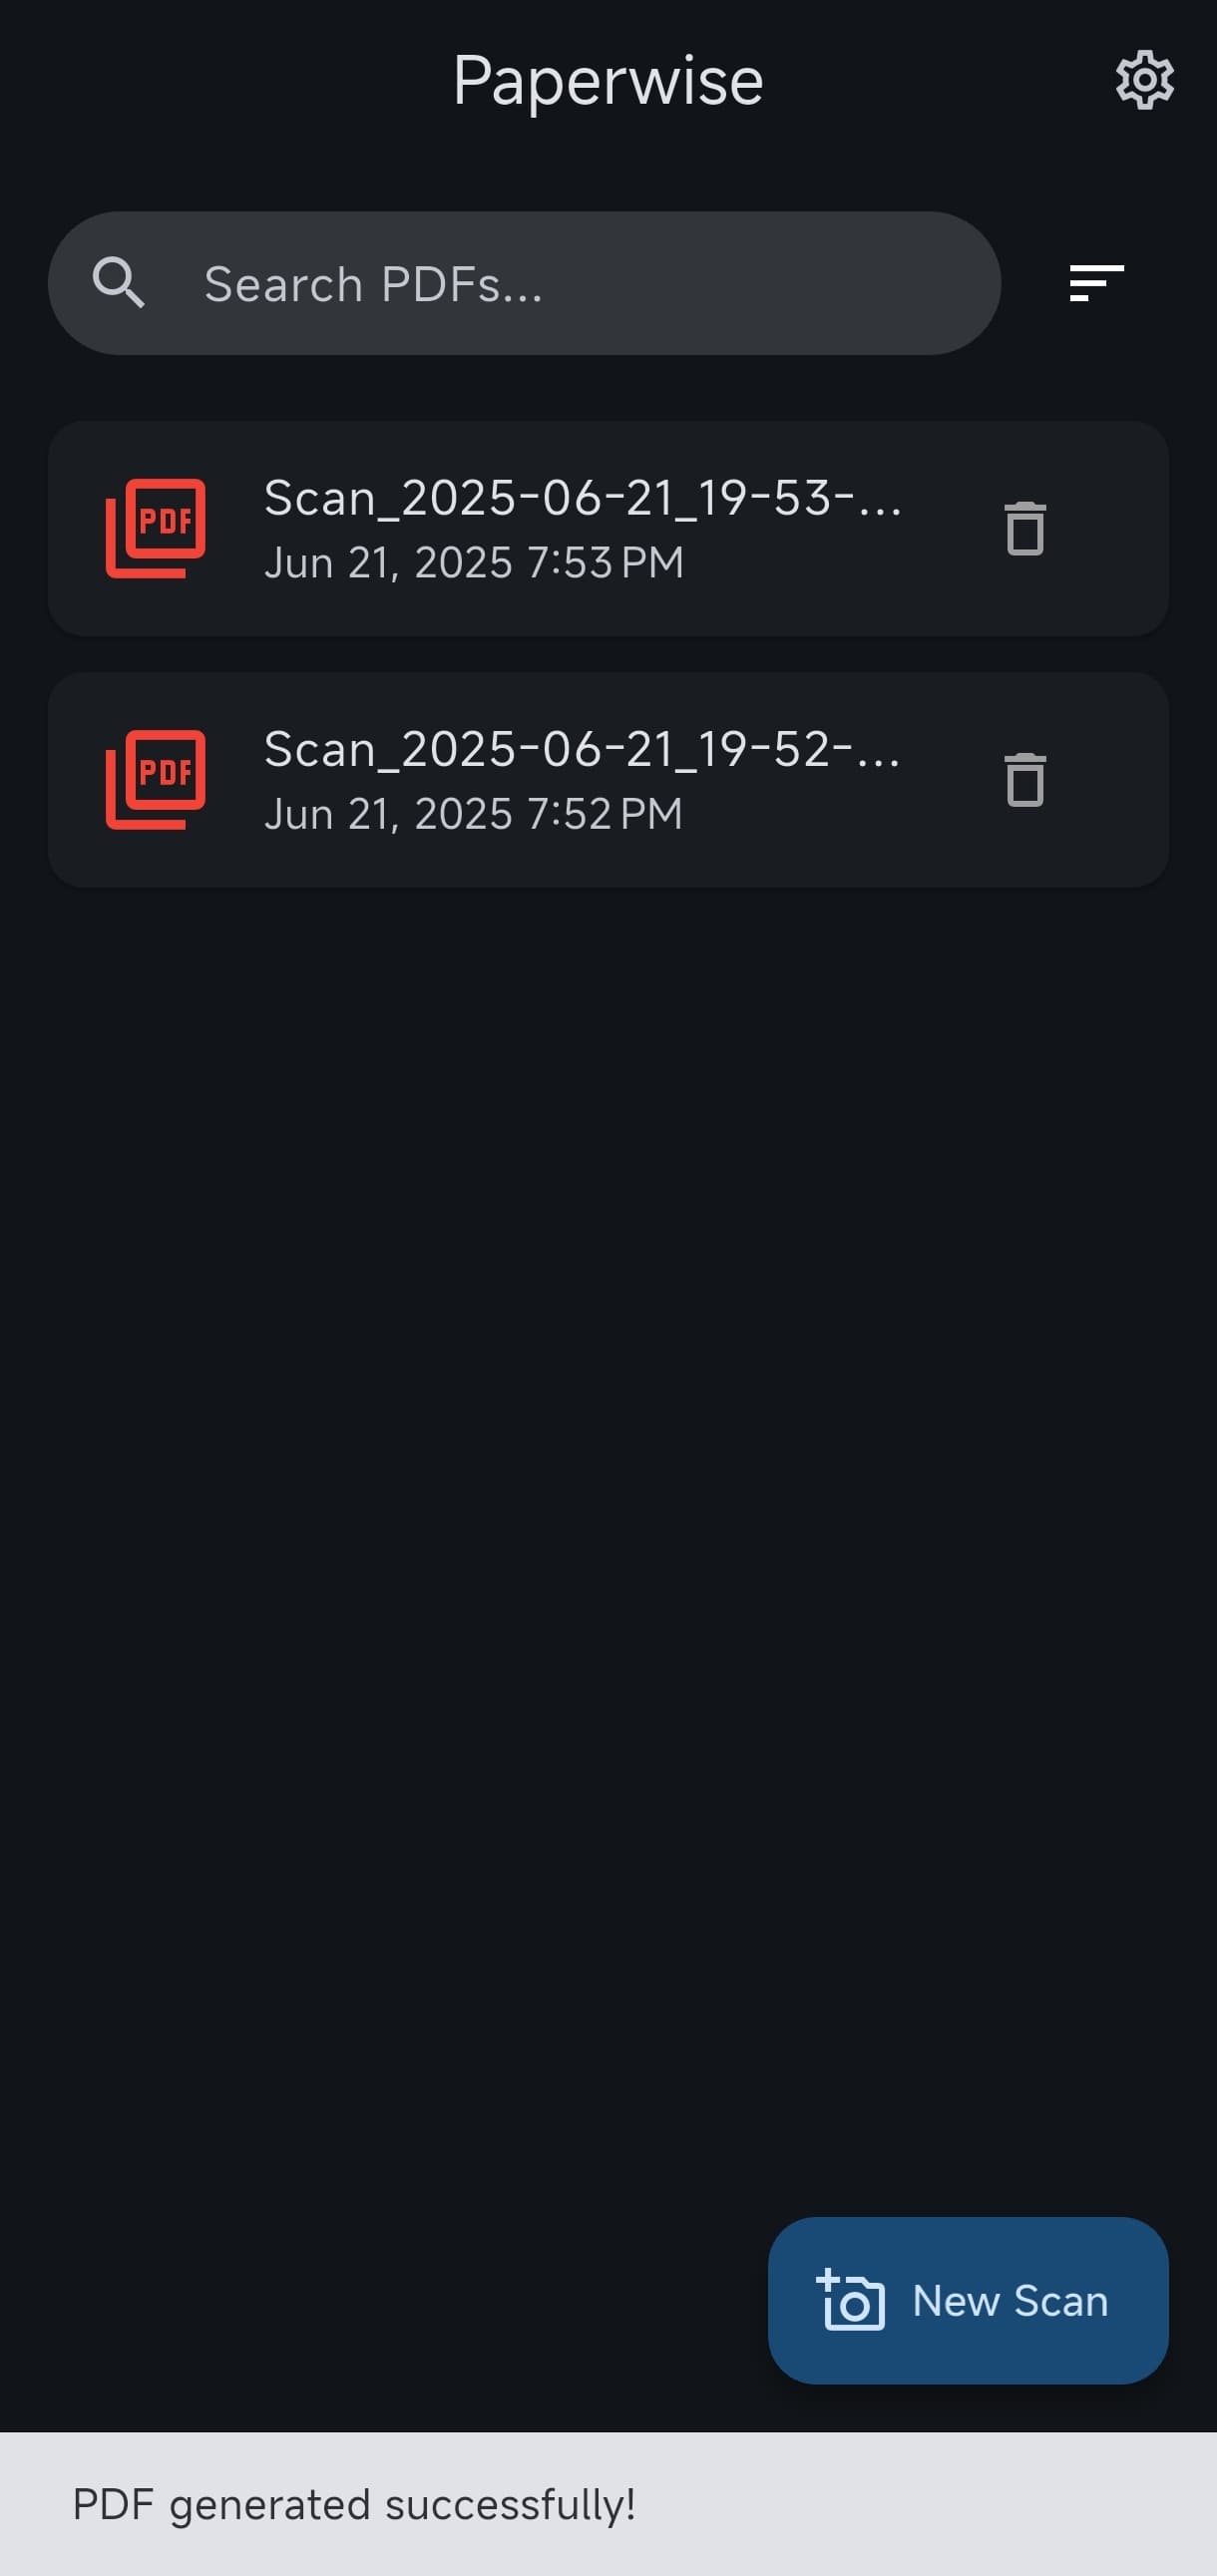 Paperwise
Search PDFs...
PDF
Scan_2025-06-21_19-53-...
Jun 21, 2025 7:53 PM
PDF
Scan_2025-06-21_19-52-...
Jun 21, 2025 7:52 PM
New Scan
PDF generated successfully!